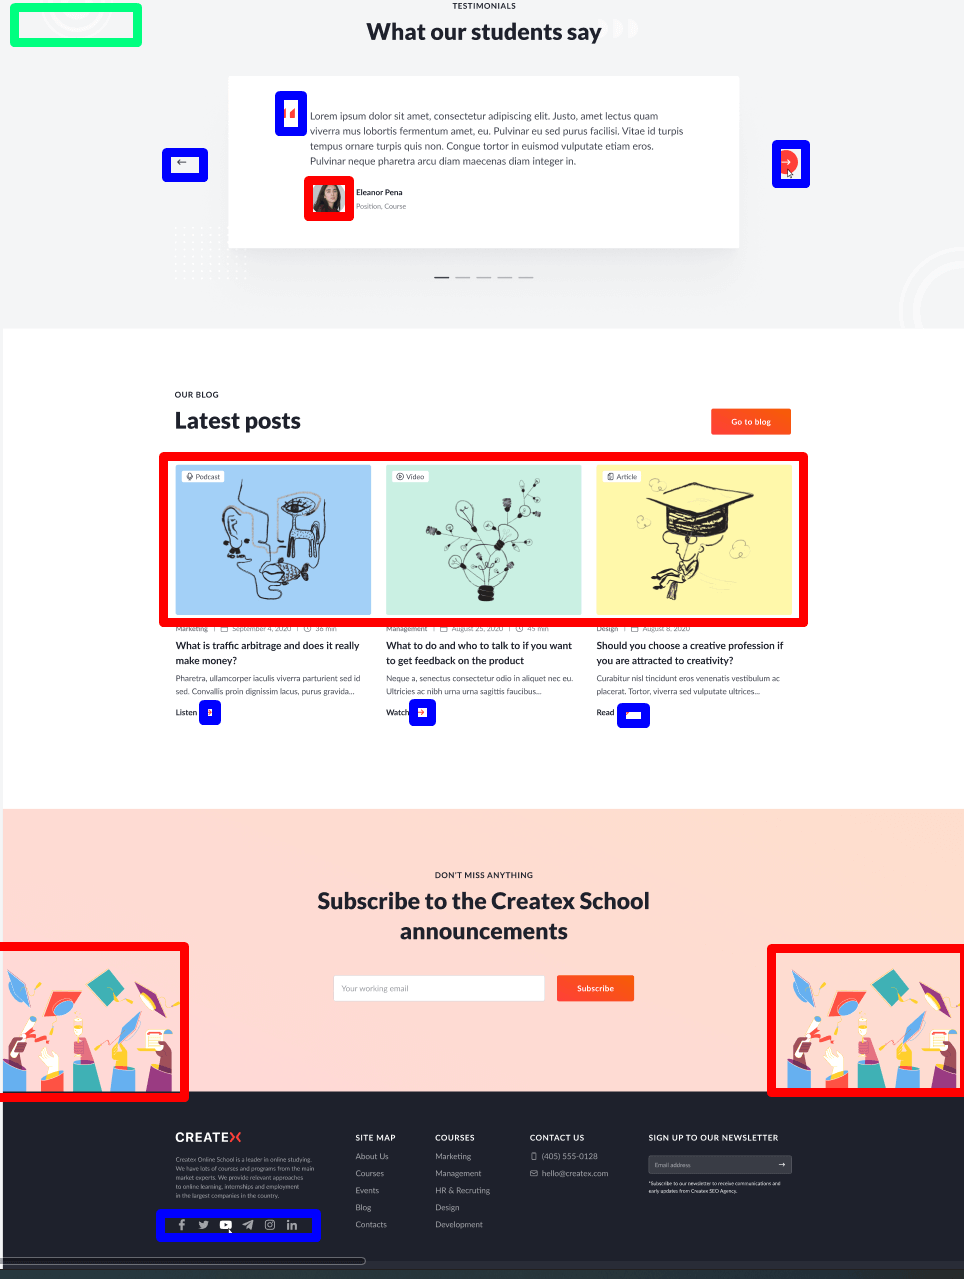 TESTIMONIALS
What our students say
Lorem ipsum dolor sit amet, consectetur adipiscing elit. Justo, amet lectus quam
viverra mus lobortis fermentum amet, eu. Pulvinar eu sed purus facilisi. Vitae id turpis
tempus ornare turpis quis non. Congue tortor in euismod vulputate etiam eros.
Pulvinar neque pharetra arcu diam maecenas diam integer in.
Eleanor Pena
Position, Course
OUR BLOG
Latest posts
Go to blog
Podcast
Video
Article
Marketing | September 4, 2020 | 36 min
Management | August 25, 2020 | 45 min
Design | August 8, 2020
What is traffic arbitrage and does it really
make money?
Pharetra, ullamcorper iaculis viverra parturient sed id
sed. Convallis proin dignissim lacus, purus gravida...
Listen
What to do and who to talk to if you want
to get feedback on the product
Neque a, senectus consectetur odio in aliquet nec eu.
Ultricies ac nibh urna urna sagittis faucibus...
Watch
Should you choose a creative profession if
you are attracted to creativity?
Curabitur nisl tincidunt eros venenatis vestibulum ac
placerat. Tortor, viverra sed vulputate ultrices...
Read
DON'T MISS ANYTHING
Subscribe to the Createx School
announcements
Your working email
Subscribe
CREATEX
Createx Online School is a leader in online studying.
We have lots of courses and programs from the main
market experts. We provide relevant approaches
to online learning, internships and employment
in the largest companies in the country.
SITE MAP
About Us
Courses
Events
Blog
Contacts
COURSES
Marketing
Management
HR & Recruting
Design
Development
CONTACT US
(405) 555-0128
hello@createx.com
SIGN UP TO OUR NEWSLETTER
Email address
*Subscribe to our newsletter to receive communications and
early updates from Createx SEO Agency.